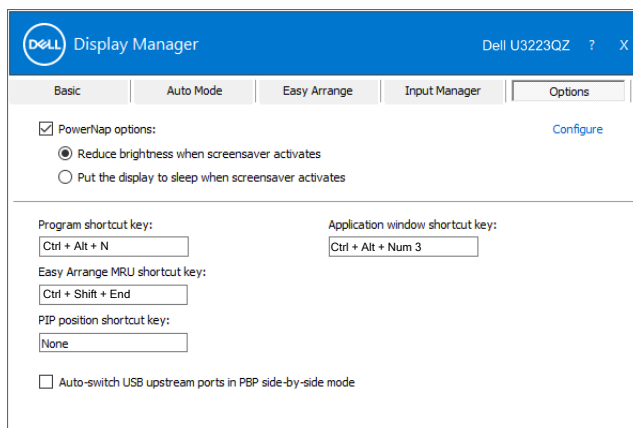 DELL Display Manager Dell U3223QZ ? X
Basic Auto Mode Easy Arrange Input Manager Options
PowerNap options: Configure
Reduce brightness when screensaver activates
Put the display to sleep when screensaver activates
Program shortcut key: Application window shortcut key:
Ctrl + Alt + N Ctrl + Alt + Num 3
Easy Arrange MRU shortcut key:
Ctrl + Shift + End
PIP position shortcut key:
None
Auto-switch USB upstream ports in PBP side-by-side mode